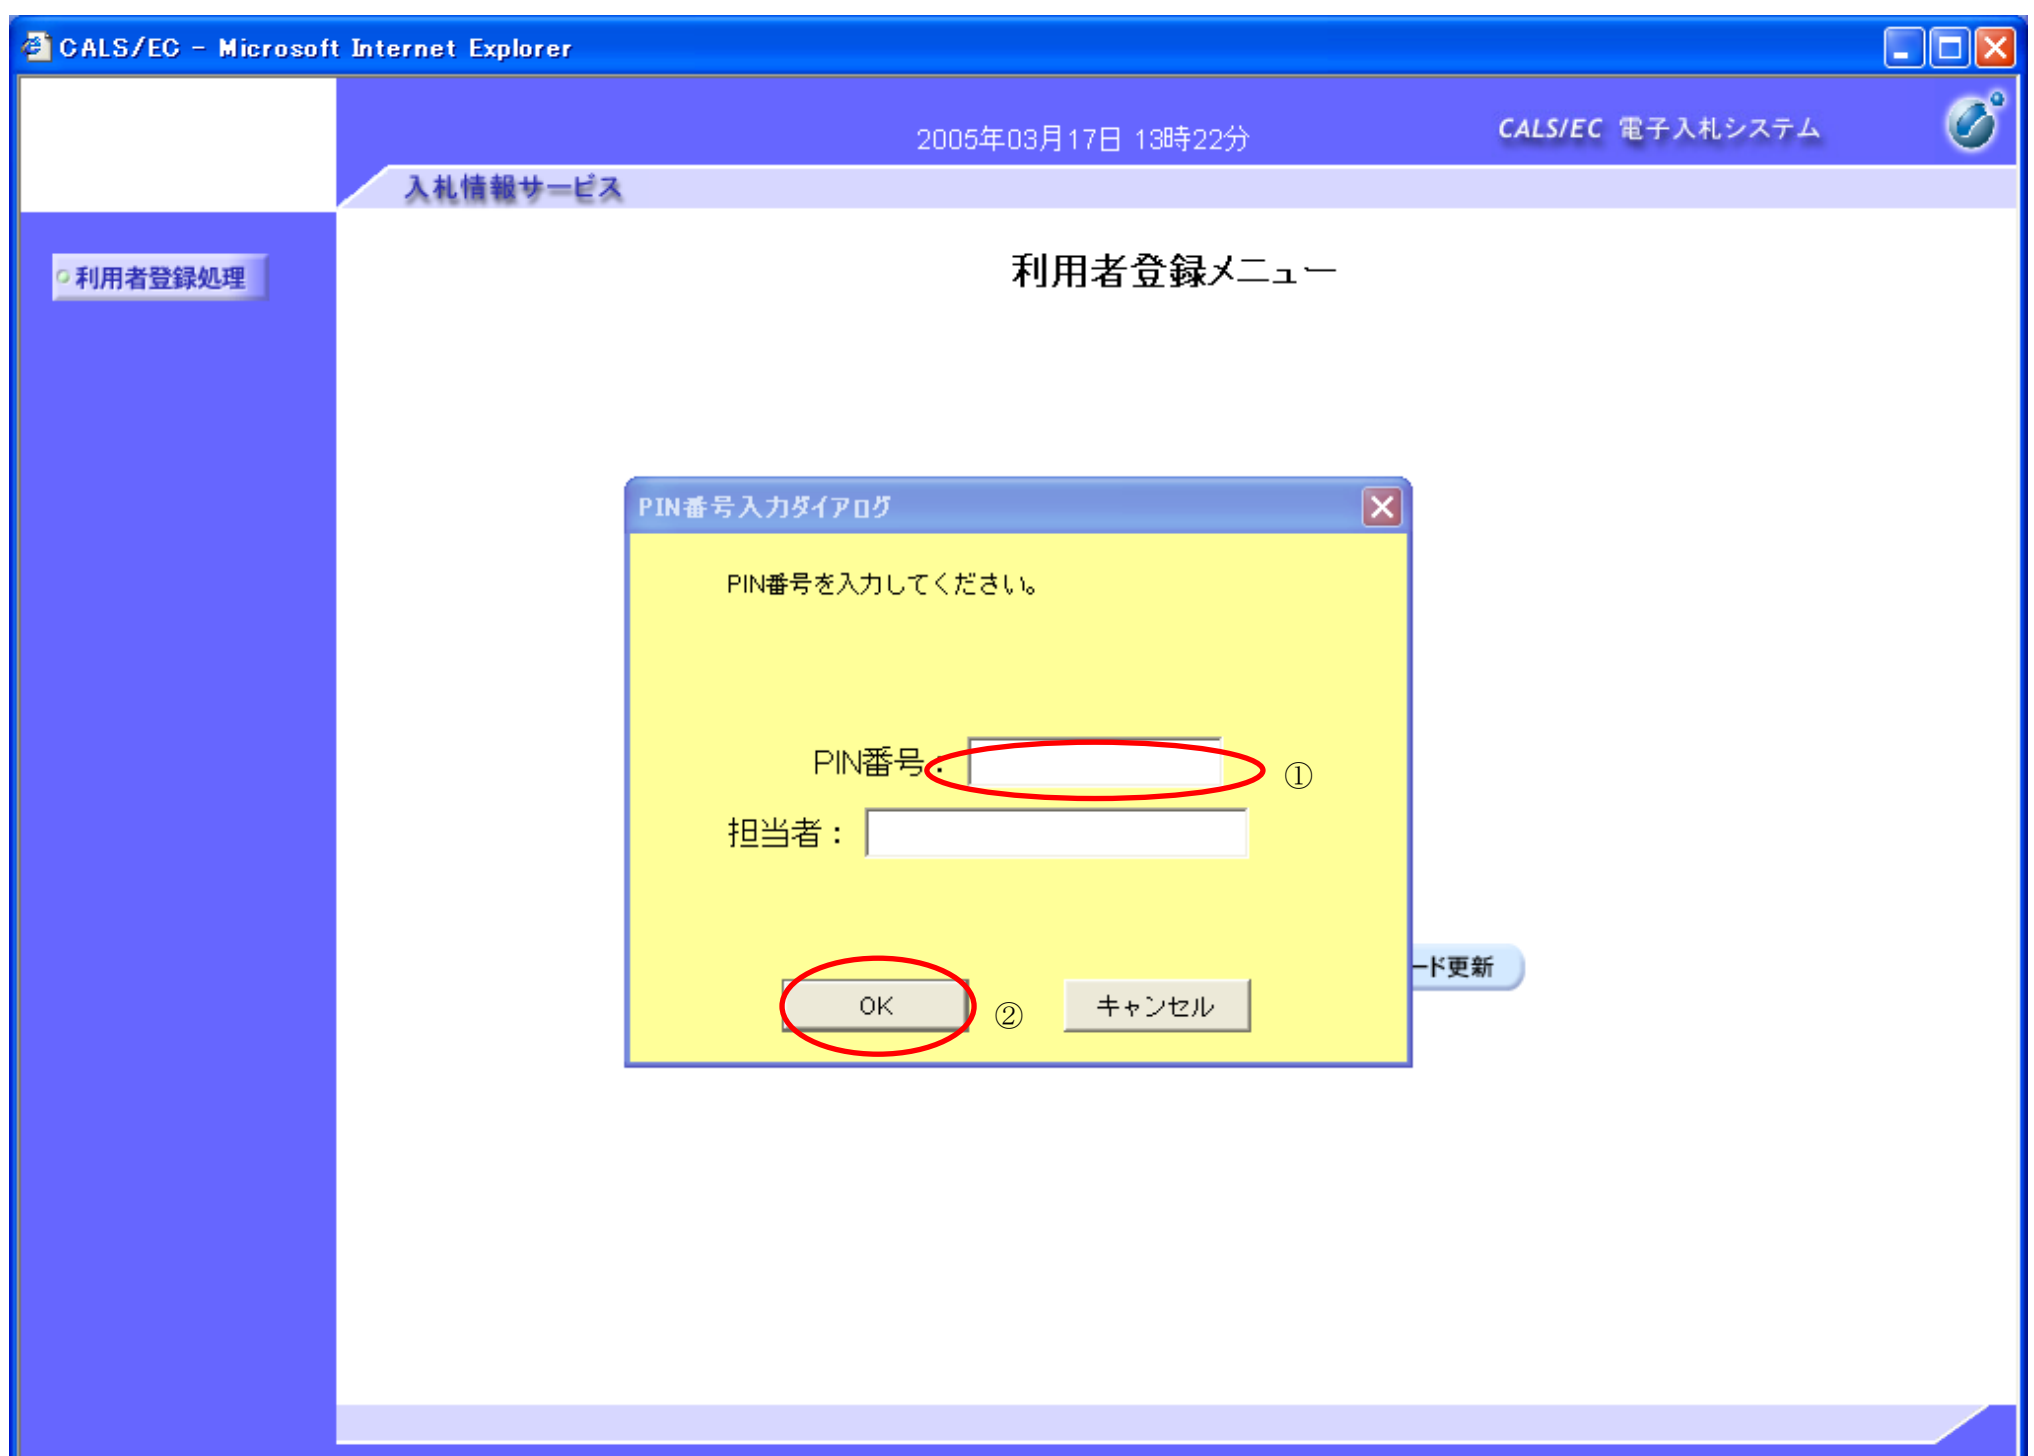 CALS/EC - Microsoft Internet Explorer
2005年03月17日 13時22分
CALS/EC 電子入札システム
入札情報サービス
利用者登録処理
利用者登録メニュー
PIN番号入力ダイアログ
PIN番号を入力してください。
PIN番号：
①
担当者：
ード更新
OK
②
キャンセル